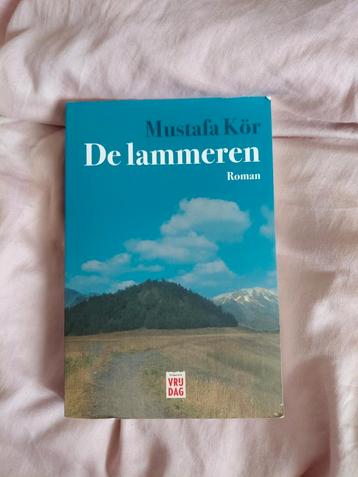 Mustafa Kör
De lammeren
Roman
VRIJ
DAG